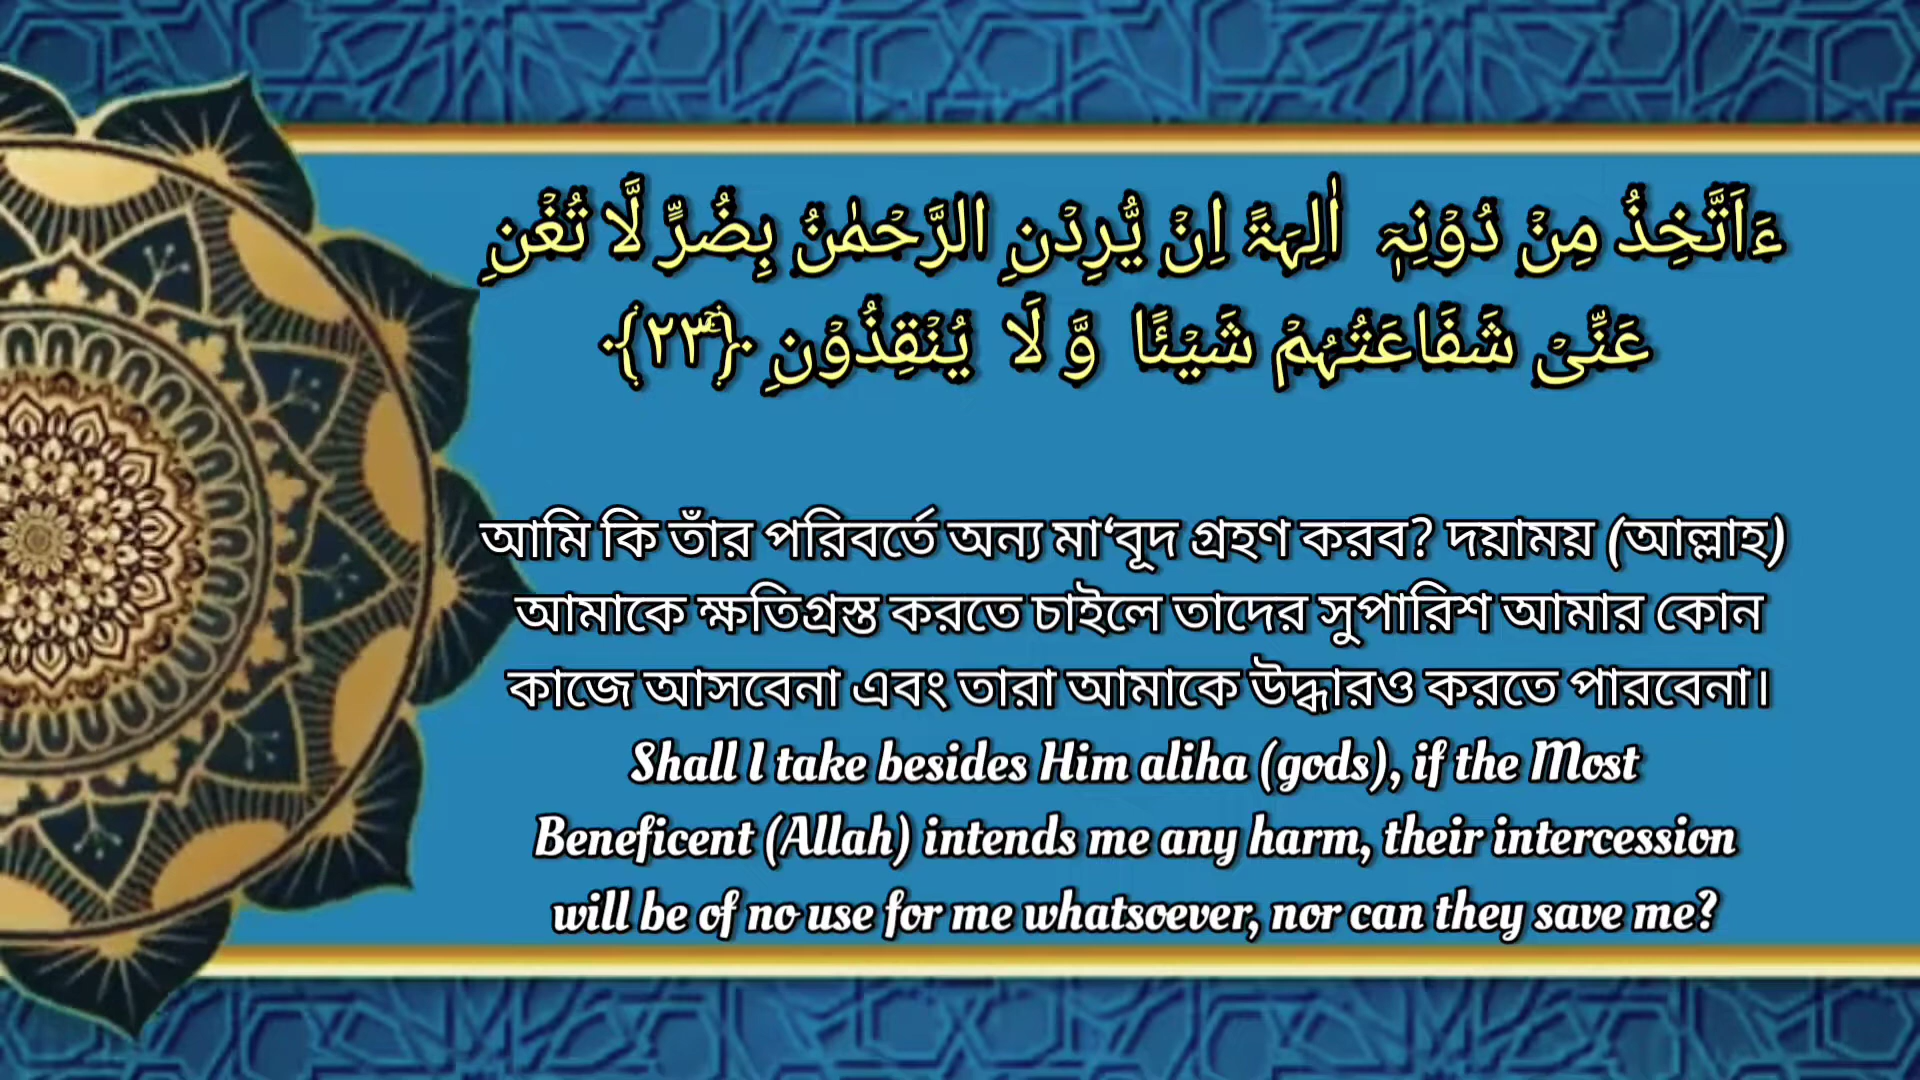 ءَاَتَّخِذُ مِنْ دُوْنِہٖۤ اٰلِہَۃً اِنْ يُّرِدْنِ الرَّحْمٰنُ بِضُرٍّ لَّا تُغْنِ
عَنِّیْ شَفَاعَتُہُمْ شَیْئًا وَّ لَا یُنْقِذُوْنِ ﴿ۚ۲۳﴾
আমি কি তাঁর পরিবর্তে অন্য মা‘বূদ গ্রহণ করব? দয়াময় (আল্লাহ)
আমাকে ক্ষতিগ্রস্ত করতে চাইলে তাদের সুপারিশ আমার কোন
কাজে আসবেনা এবং তারা আমাকে উদ্ধারও করতে পারবেনা।
Shall I take besides Him aliha (gods), if the Most
Beneficent (Allah) intends me any harm, their intercession
will be of no use for me whatsoever, nor can they save me?